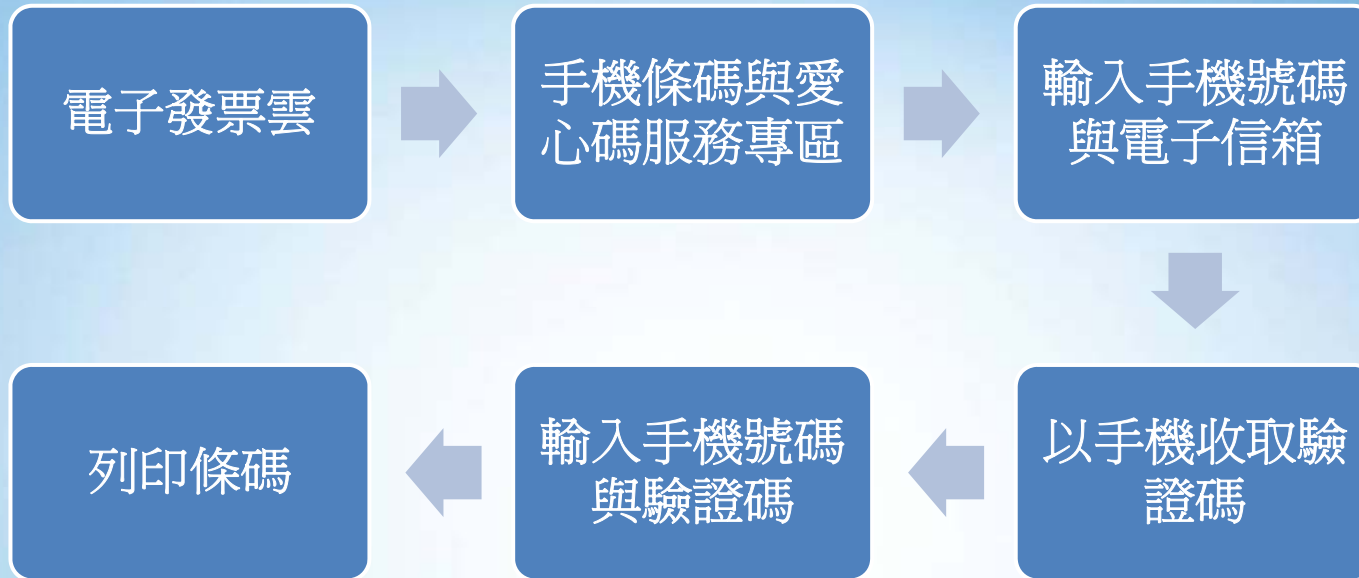 電子發票雲
手機條碼與愛
心碼服務專區
輸入手機號碼
與電子信箱
以手機收取驗
證碼
輸入手機號碼
與驗證碼
列印條碼